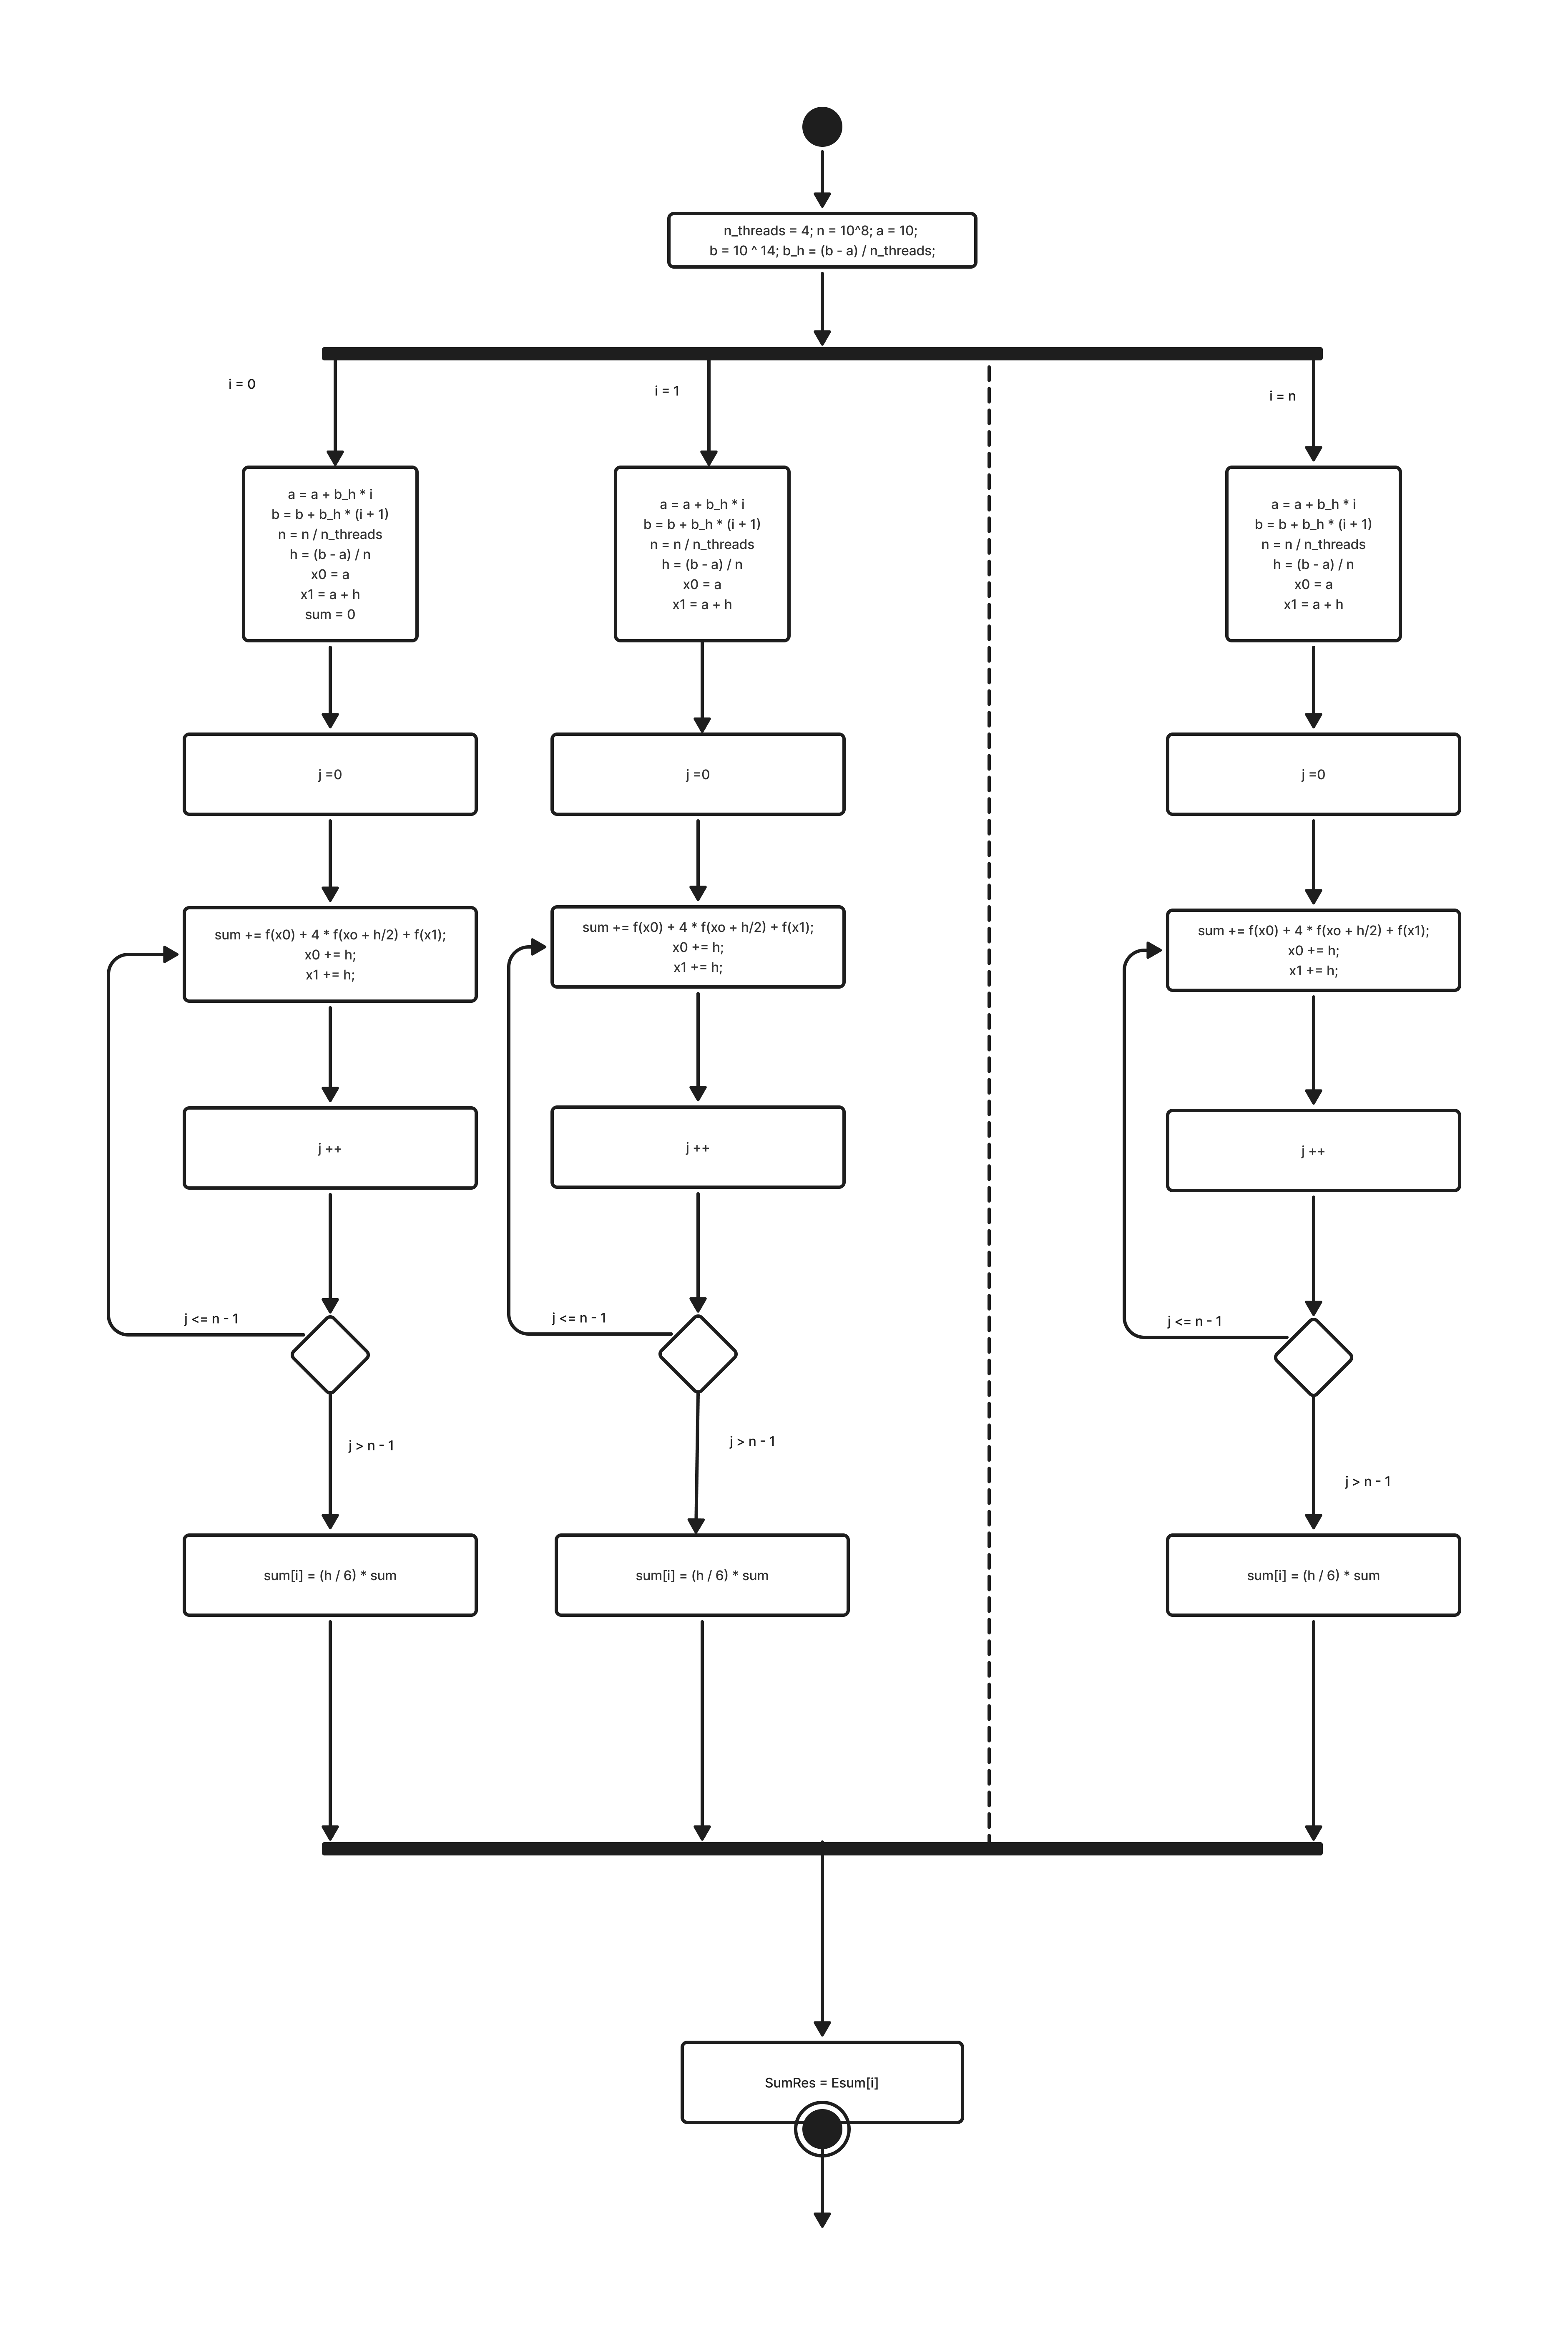 n_threads = 4; n = 10^8; a = 10;
b = 10 ^ 14; b_h = (b - a) / n_threads;
i = 0
i = 1
i = n
a = a + b_h * i
b = b + b_h * (i + 1)
n = n / n_threads
h = (b - a) / n
x0 = a
x1 = a + h
sum = 0
a = a + b_h * i
b = b + b_h * (i + 1)
n = n / n_threads
h = (b - a) / n
x0 = a
x1 = a + h
a = a + b_h * i
b = b + b_h * (i + 1)
n = n / n_threads
h = (b - a) / n
x0 = a
x1 = a + h
j =0
j =0
j =0
sum += f(x0) + 4 * f(xo + h/2) + f(x1);
x0 += h;
x1 += h;
sum += f(x0) + 4 * f(xo + h/2) + f(x1);
x0 += h;
x1 += h;
sum += f(x0) + 4 * f(xo + h/2) + f(x1);
x0 += h;
x1 += h;
j ++
j ++
j ++
j <= n - 1
j <= n - 1
j <= n - 1
j > n - 1
j > n - 1
j > n - 1
sum[i] = (h / 6) * sum
sum[i] = (h / 6) * sum
sum[i] = (h / 6) * sum
SumRes = Esum[i]